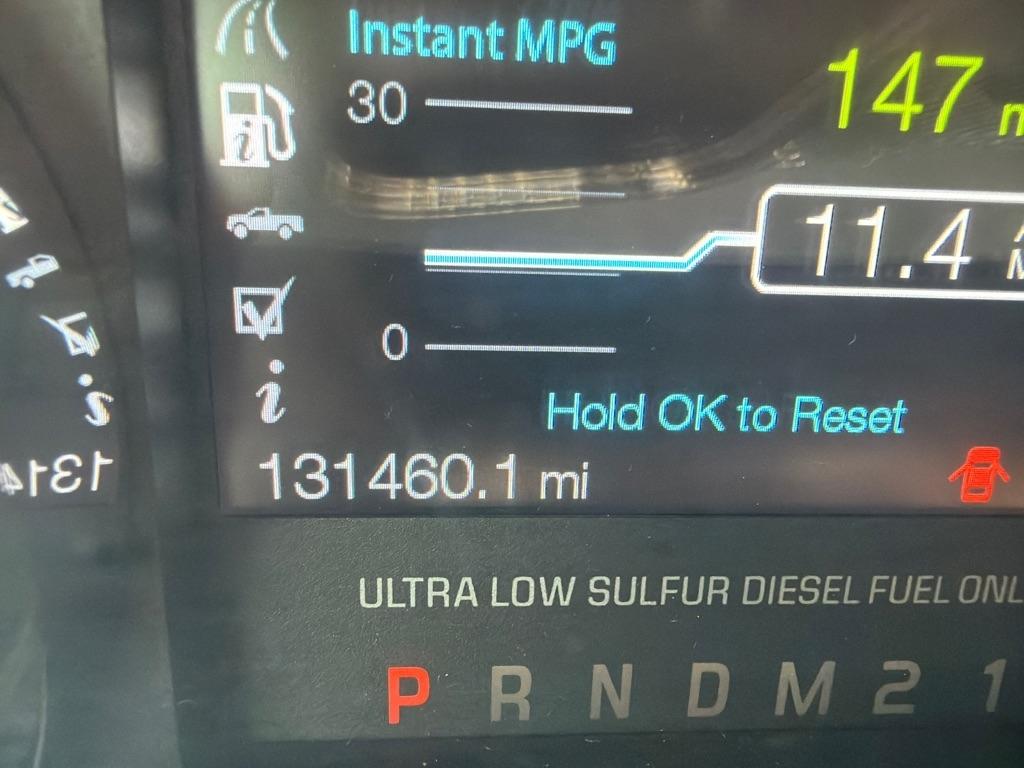 Instant MPG
147
30
11.4
0
Hold OK to Reset
131460.1 mi
ULTRA LOW SULFUR DIESEL FUEL ONL
P R N D M 2 1